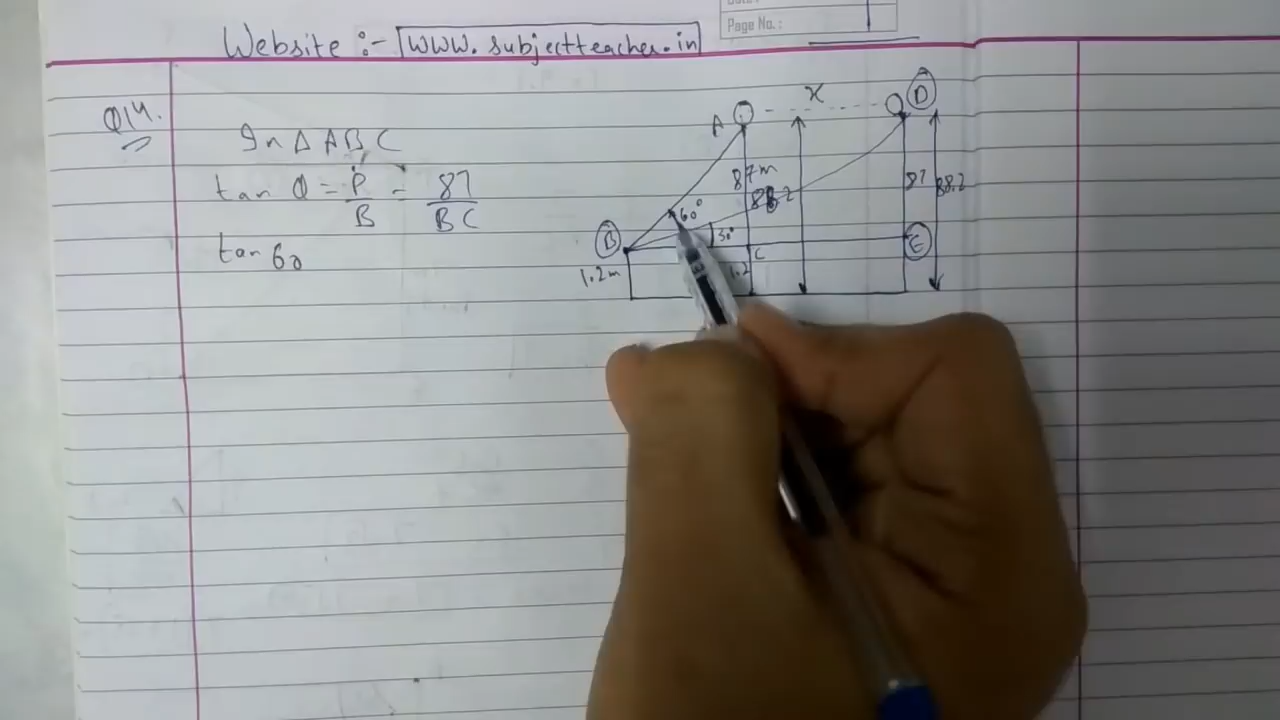 Page No. :
Website :- www.subjectteacher.in
Q14.
In Δ ABC
tan θ = P/B = 87/BC
tan 60
x
D
A
87m
88.2
87
88.2
60°
30°
B
C
E
1.2m
1.2